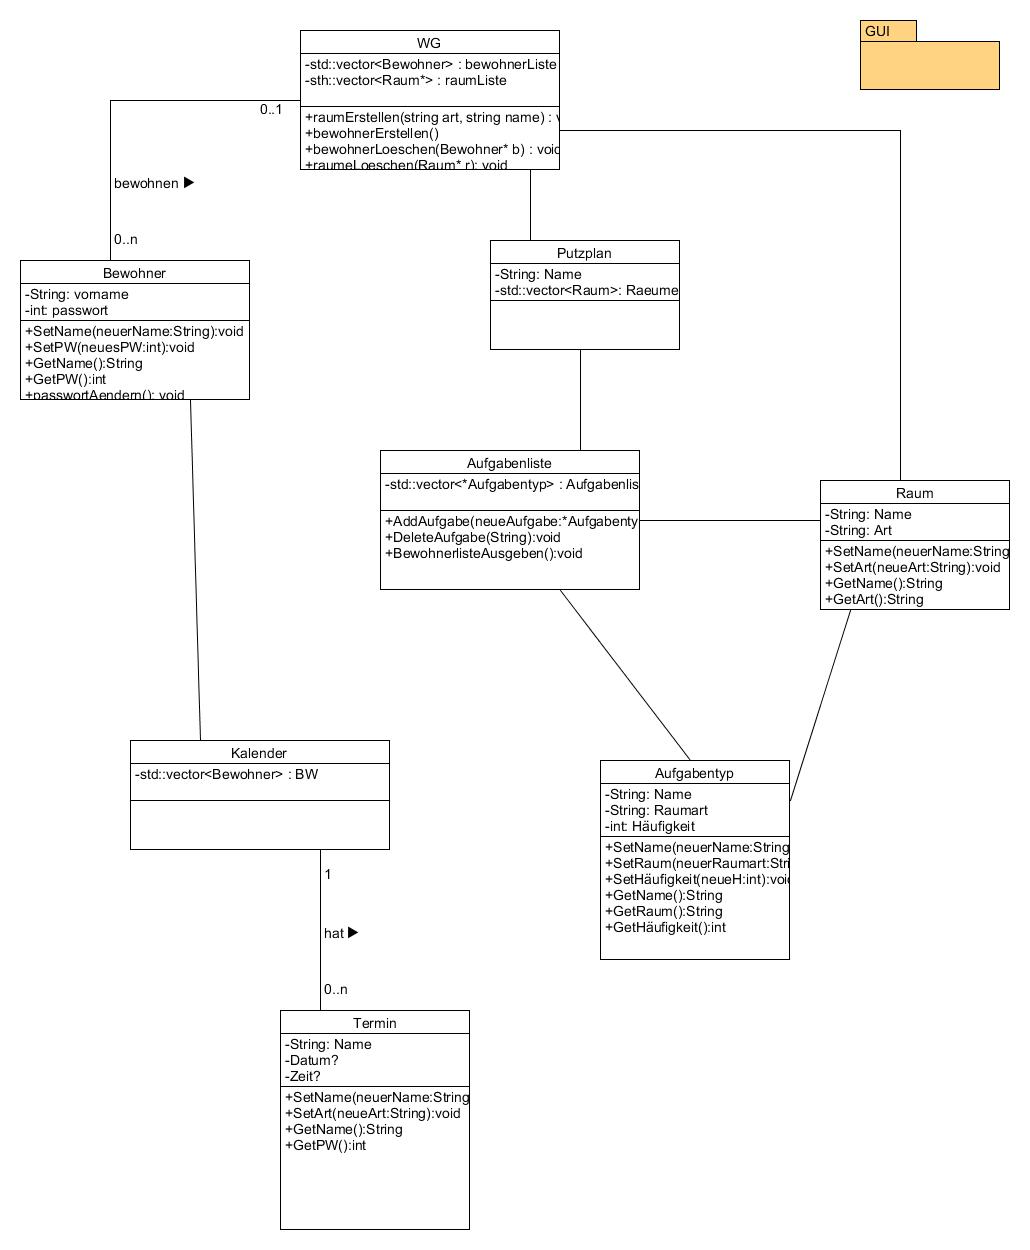 GUI
WG
-std::vector<Bewohner> : bewohnerListe
-sth::vector<Raum*> : raumListe
+raumErstellen(string art, string name) : v
+bewohnerErstellen()
+bewohnerLoeschen(Bewohner* b) : void
+raumeLoeschen(Raum* r): void
0..1
bewohnen ▶
0..n
Bewohner
-String: vorname
-int: passwort
+SetName(neuerName:String):void
+SetPW(neuesPW:int):void
+GetName():String
+GetPW():int
+passwortAendern(): void
Putzplan
-String: Name
-std::vector<Raum>: Raeume
Aufgabenliste
-std::vector<*Aufgabentyp> : Aufgabenlis
+AddAufgabe(neueAufgabe:*Aufgabenty
+DeleteAufgabe(String):void
+BewohnerlisteAusgeben():void
Raum
-String: Name
-String: Art
+SetName(neuerName:String
+SetArt(neueArt:String):void
+GetName():String
+GetArt():String
Kalender
-std::vector<Bewohner> : BW
Aufgabentyp
-String: Name
-String: Raumart
-int: Häufigkeit
+SetName(neuerName:String
+SetRaum(neuerRaumart:Stri
+SetHäufigkeit(neueH:int):void
+GetName():String
+GetRaum():String
+GetHäufigkeit():int
1
hat ▶
0..n
Termin
-String: Name
-Datum?
-Zeit?
+SetName(neuerName:String
+SetArt(neueArt:String):void
+GetName():String
+GetPW():int